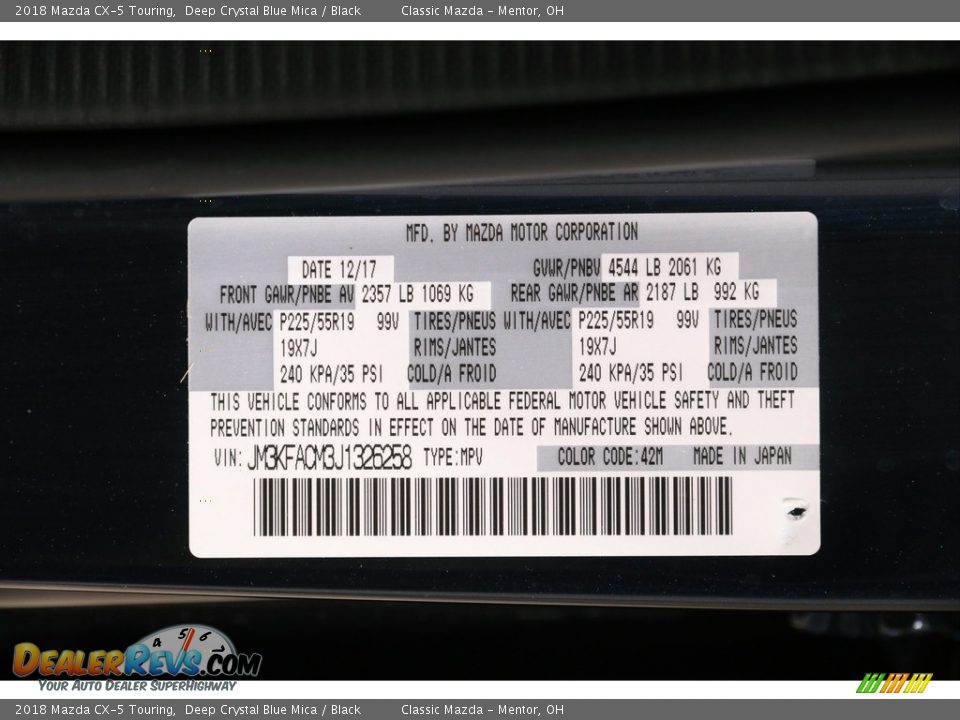 2018 Mazda CX-5 Touring,  Deep Crystal Blue Mica / Black  Classic Mazda - Mentor, OH
MFD. BY MAZDA MOTOR CORPORATION
DATE 12/17  GVWR/PNBV 4544 LB 2061 KG
FRONT GAWR/PNBE AV 2357 LB 1069 KG  REAR GAWR/PNBE AR 2187 LB 992 KG
WITH/AVEC P225/55R19 99V TIRES/PNEUS WITH/AVEC P225/55R19 99V TIRES/PNEUS
19X7J RIMS/JANTES 19X7J RIMS/JANTES
240 KPA/35 PSI COLD/A FROID 240 KPA/35 PSI COLD/A FROID
THIS VEHICLE CONFORMS TO ALL APPLICABLE FEDERAL MOTOR VEHICLE SAFETY AND THEFT
PREVENTION STANDARDS IN EFFECT ON THE DATE OF MANUFACTURE SHOWN ABOVE.
VIN: JM3KFACM3J1326258 TYPE:MPV COLOR CODE:42M MADE IN JAPAN
4 5 6 7
DEALERREVS.COM
YOUR AUTO DEALER SUPERHIGHWAY
2018 Mazda CX-5 Touring,  Deep Crystal Blue Mica / Black  Classic Mazda - Mentor, OH